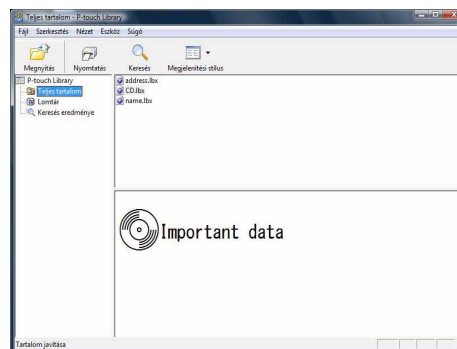 Teljes tartalom - P-touch Library
Fájl Szerkesztés Nézet Eszköz Súgó
Megnyitás Nyomtatás Keresés Megjelenítési stílus
P-touch Library
Teljes tartalom
Lomtár
Keresés eredménye
address.lbx
CD.lbx
name.lbx
Important data
Tartalom javítása